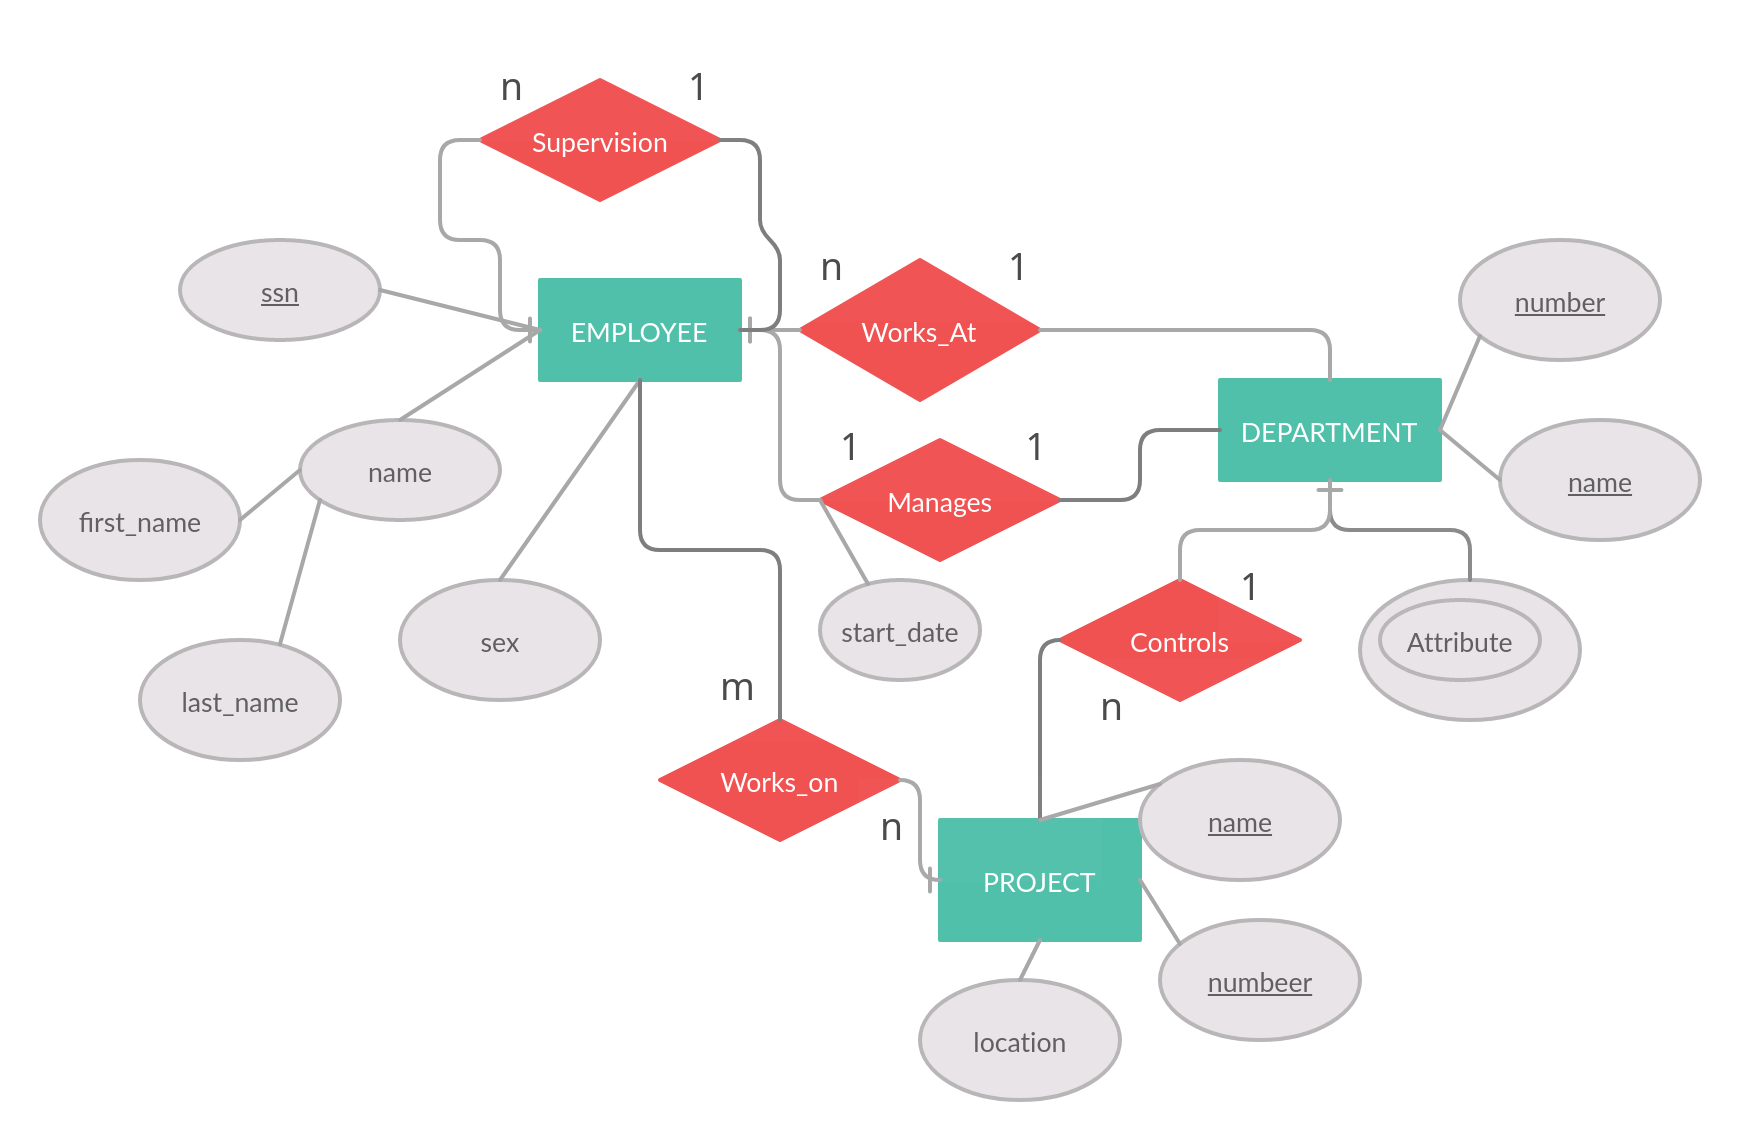 n
1
Supervision
ssn
EMPLOYEE
n
1
Works_At
number
DEPARTMENT
name
name
first_name
1
1
Manages
last_name
sex
start_date
1
Controls
n
Attribute
m
Works_on
n
name
PROJECT
numbeer
location